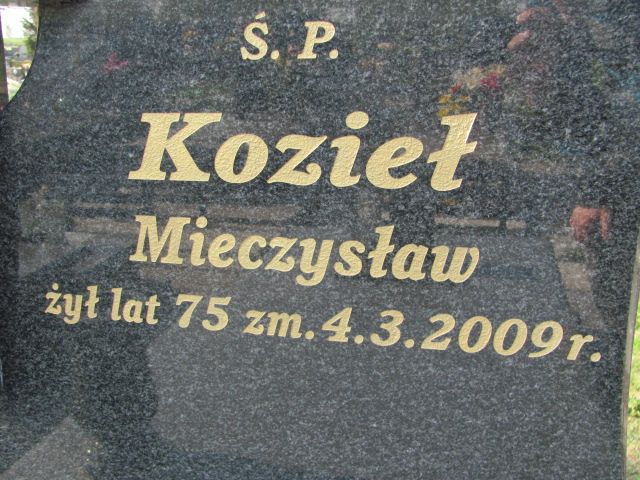 Ś. P.
Kozieł
Mieczysław
żył lat 75 zm. 4.3.2009 r.